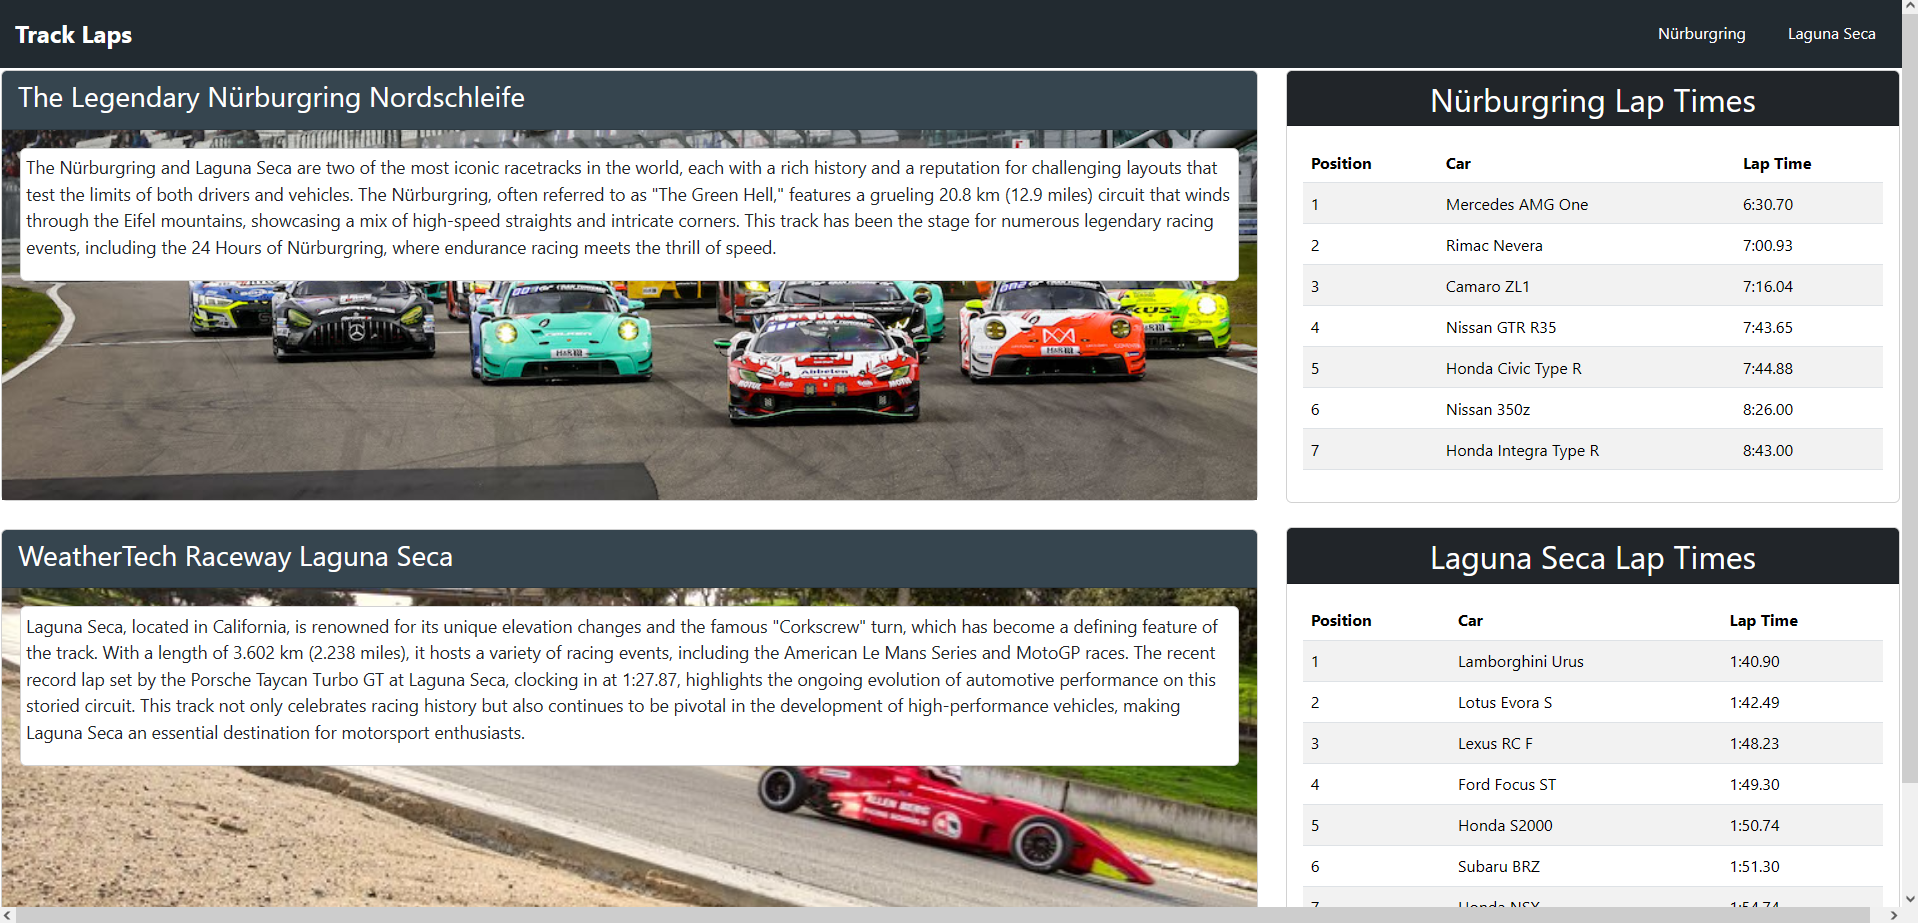 Track Laps
Nürburgring
Laguna Seca
The Legendary Nürburgring Nordschleife
The Nürburgring and Laguna Seca are two of the most iconic racetracks in the world, each with a rich history and a reputation for challenging layouts that
test the limits of both drivers and vehicles. The Nürburgring, often referred to as "The Green Hell," features a grueling 20.8 km (12.9 miles) circuit that winds
through the Eifel mountains, showcasing a mix of high-speed straights and intricate corners. This track has been the stage for numerous legendary racing
events, including the 24 Hours of Nürburgring, where endurance racing meets the thrill of speed.
Abbelen
Nürburgring Lap Times
Position Car Lap Time
1 Mercedes AMG One 6:30.70
2 Rimac Nevera 7:00.93
3 Camaro ZL1 7:16.04
4 Nissan GTR R35 7:43.65
5 Honda Civic Type R 7:44.88
6 Nissan 350z 8:26.00
7 Honda Integra Type R 8:43.00
WeatherTech Raceway Laguna Seca
Laguna Seca, located in California, is renowned for its unique elevation changes and the famous "Corkscrew" turn, which has become a defining feature of
the track. With a length of 3.602 km (2.238 miles), it hosts a variety of racing events, including the American Le Mans Series and MotoGP races. The recent
record lap set by the Porsche Taycan Turbo GT at Laguna Seca, clocking in at 1:27.87, highlights the ongoing evolution of automotive performance on this
storied circuit. This track not only celebrates racing history but also continues to be pivotal in the development of high-performance vehicles, making
Laguna Seca an essential destination for motorsport enthusiasts.
ALLEN BERG
Laguna Seca Lap Times
Position Car Lap Time
1 Lamborghini Urus 1:40.90
2 Lotus Evora S 1:42.49
3 Lexus RC F 1:48.23
4 Ford Focus ST 1:49.30
5 Honda S2000 1:50.74
6 Subaru BRZ 1:51.30
7 Honda NSX 1:54.74